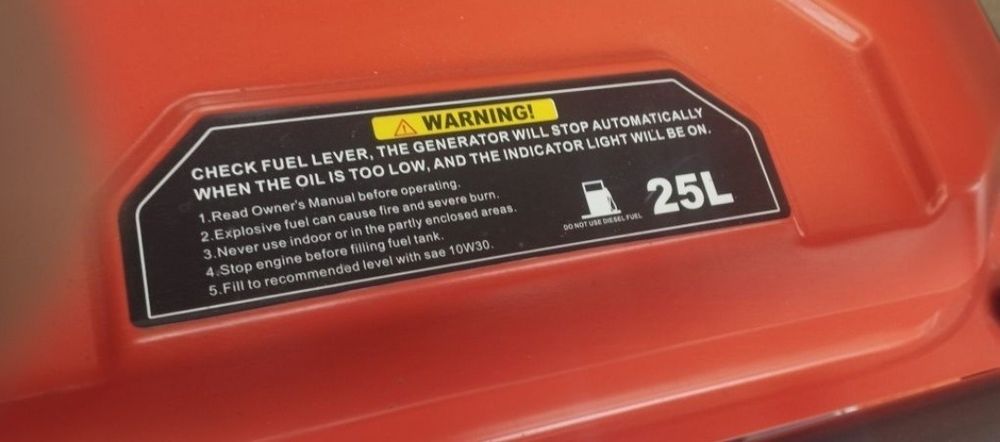 WARNING!
CHECK FUEL LEVER, THE GENERATOR WILL STOP AUTOMATICALLY
WHEN THE OIL IS TOO LOW, AND THE INDICATOR LIGHT WILL BE ON.
1.Read Owner's Manual before operating.
2.Explosive fuel can cause fire and severe burn.
3.Never use indoor or in the partly enclosed areas.
4.Stop engine before filling fuel tank.
5.Fill to recommended level with sae 10W30.
25L
DO NOT USE DIESEL FUEL